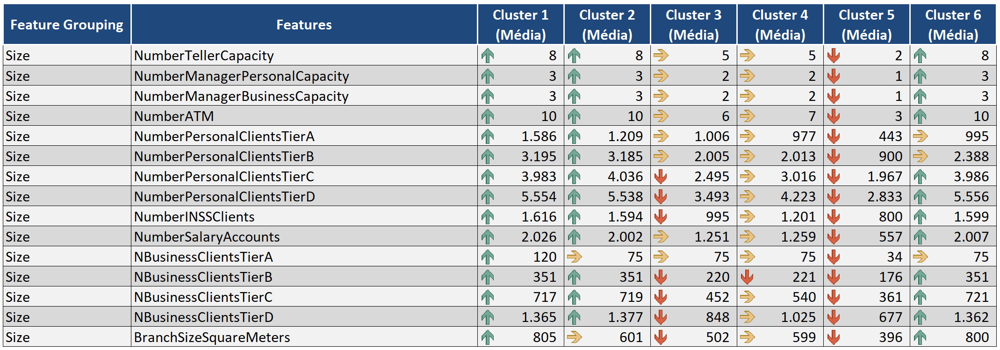 Feature Grouping Features Cluster 1 (Média) Cluster 2 (Média) Cluster 3 (Média) Cluster 4 (Média) Cluster 5 (Média) Cluster 6 (Média)
Size NumberTellerCapacity 8 8 5 5 2 8
Size NumberManagerPersonalCapacity 3 3 2 2 1 3
Size NumberManagerBusinessCapacity 3 3 2 2 1 3
Size NumberATM 10 10 6 7 3 10
Size NumberPersonalClientsTierA 1.586 1.209 1.006 977 443 995
Size NumberPersonalClientsTierB 3.195 3.185 2.005 2.013 900 2.388
Size NumberPersonalClientsTierC 3.983 4.036 2.495 3.016 1.967 3.986
Size NumberPersonalClientsTierD 5.554 5.538 3.493 4.223 2.833 5.556
Size NumberINSSClients 1.616 1.594 995 1.201 800 1.599
Size NumberSalaryAccounts 2.026 2.002 1.251 1.259 557 2.007
Size NBusinessClientsTierA 120 75 75 75 34 75
Size NBusinessClientsTierB 351 351 220 221 176 351
Size NBusinessClientsTierC 717 719 452 540 361 721
Size NBusinessClientsTierD 1.365 1.377 848 1.025 677 1.362
Size BranchSizeSquareMeters 805 601 502 599 396 800